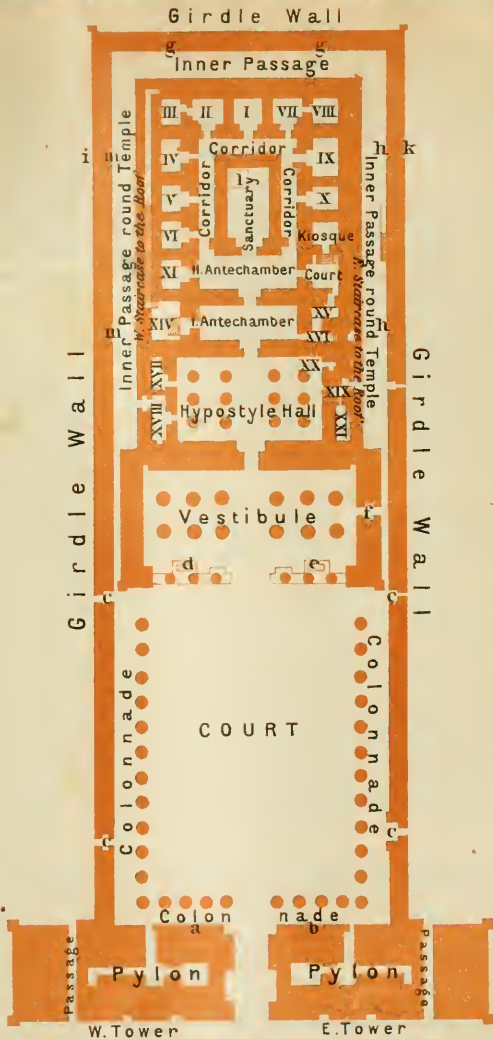 Girdle Wall
g g
Inner Passage
III II I VII VIII
i m Inner Passage round Temple
h k
W. Staircase to the Roof
IV Corridor IX
Corridor
l
Sanctuary
Corridor
Inner Passage round Temple
V X
VI Kiosque
XI II. Antechamber Court
E. Staircase to the Roof
XV
m XIV I. Antechamber h
XVI
Girdle Wall
Girdle Wall
XVII XX
XIX
Hypostyle Hall
XVIII XXI
Vestibule f
d e
c c
Colonnade
Colonnade
COURT
c c
Colon nade
a b
Passage
Passage
Pylon Pylon
W. Tower E. Tower